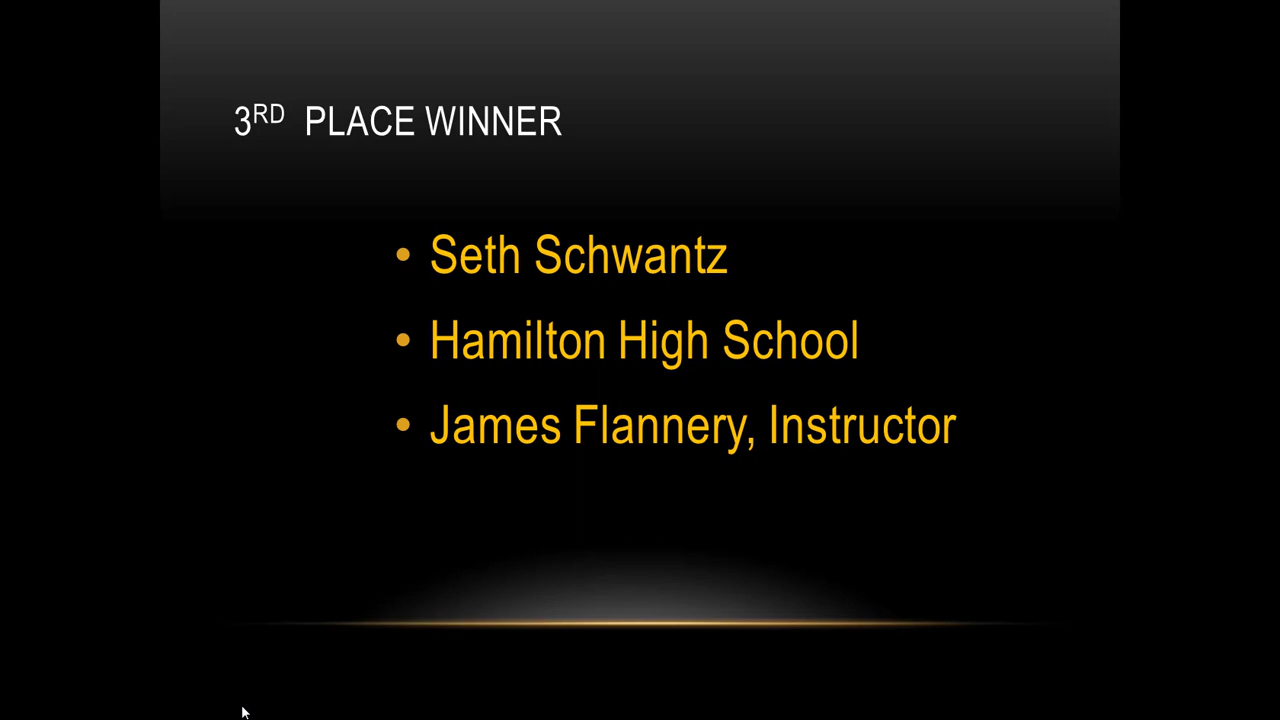 3RD PLACE WINNER
• Seth Schwantz
• Hamilton High School
• James Flannery, Instructor